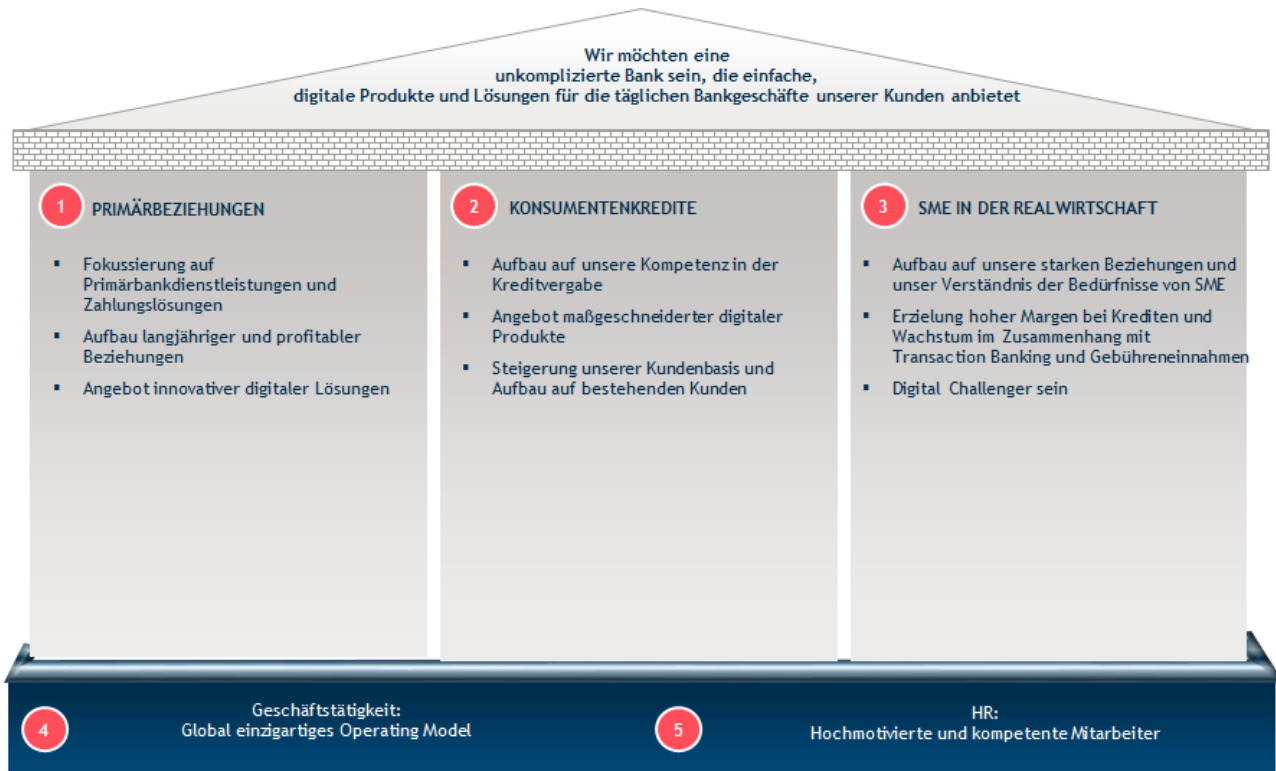 Wir möchten eine
unkomplizierte Bank sein, die einfache,
digitale Produkte und Lösungen für die täglichen Bankgeschäfte unserer Kunden anbietet
1 PRIMÄRBEZIEHUNGEN
▪ Fokussierung auf
Primärbankdienstleistungen und
Zahlungslösungen
▪ Aufbau langjähriger und profitabler
Beziehungen
▪ Angebot innovativer digitaler Lösungen
2 KONSUMENTENKREDITE
▪ Aufbau auf unsere Kompetenz in der
Kreditvergabe
▪ Angebot maßgeschneiderter digitaler
Produkte
▪ Steigerung unserer Kundenbasis und
Aufbau auf bestehenden Kunden
3 SME IN DER REALWIRTSCHAFT
▪ Aufbau auf unsere starken Beziehungen und
unser Verständnis der Bedürfnisse von SME
▪ Erzielung hoher Margen bei Krediten und
Wachstum im Zusammenhang mit
Transaction Banking und Gebühreneinnahmen
▪ Digital Challenger sein
4 Geschäftstätigkeit:
Global einzigartiges Operating Model
5 HR:
Hochmotivierte und kompetente Mitarbeiter